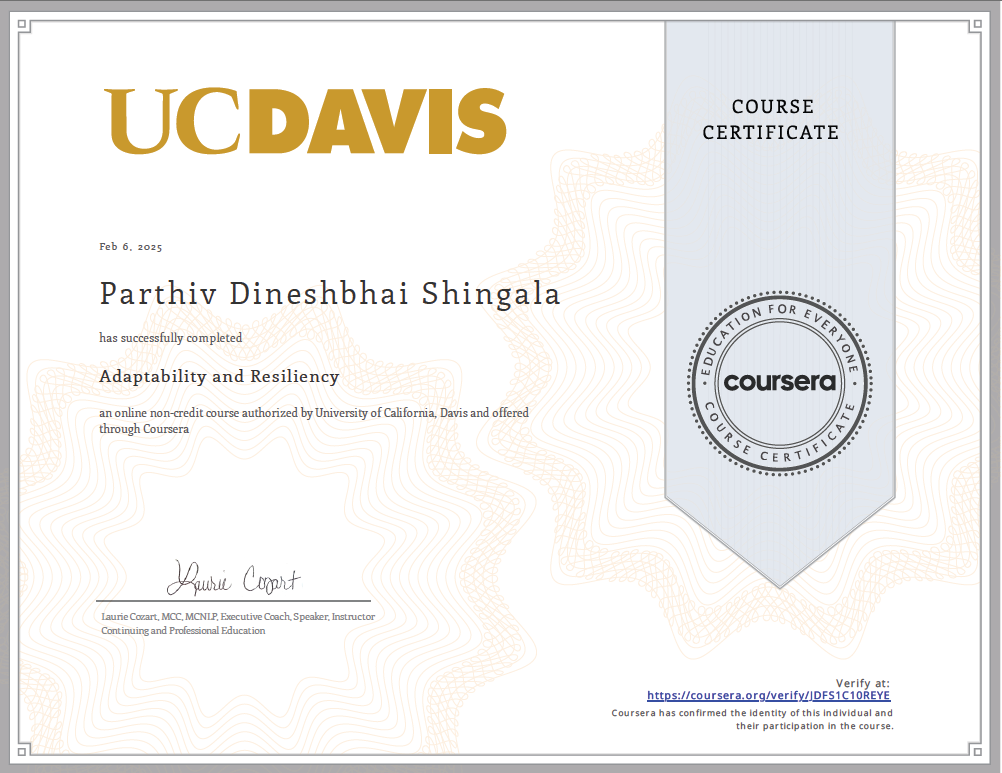 UCDAVIS
COURSE
CERTIFICATE
Feb 6, 2025
Parthiv Dineshbhai Shingala
has successfully completed
Adaptability and Resiliency
an online non-credit course authorized by University of California, Davis and offered
through Coursera
EDUCATION FOR EVERYONE
coursera
COURSE CERTIFICATE
Laurie Cozart
Laurie Cozart, MCC, MCNLP, Executive Coach, Speaker, Instructor
Continuing and Professional Education
Verify at:
https://coursera.org/verify/JDFS1C10REYE
Coursera has confirmed the identity of this individual and
their participation in the course.